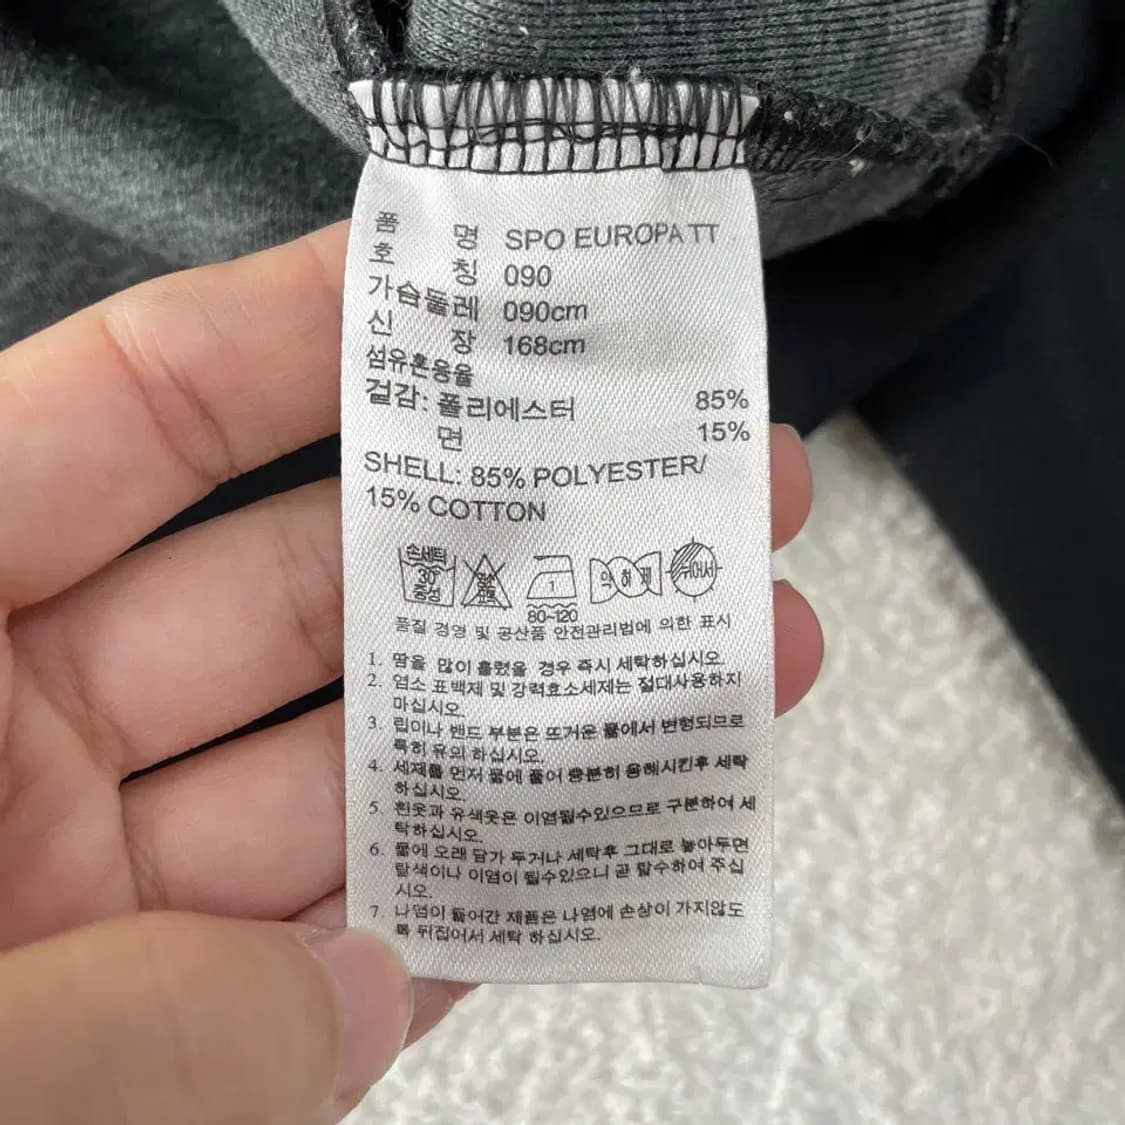 품 명 SPO EUROPA TT
호 칭 090
가슴둘레 090cm
신 장 168cm
섬유혼용율
겉감: 폴리에스터 85%
면 15%
SHELL: 85% POLYESTER/
15% COTTON
손세탁 약하게
30° 1
중성 80~120
품질 경영 및 공산품 안전관리법에 의한 표시
1. 땀을 많이 흘렸을 경우 즉시 세탁하십시오.
2. 염소 표백제 및 강력효소세제는 절대사용하지
마십시오.
3. 립이나 밴드 부분은 뜨거운 물에서 변형되므로
특히 유의 하십시오.
4. 세제를 먼저 물에 풀어 충분히 용해시킨후 세탁
하십시오.
5. 흰옷과 유색옷은 이염될수있으므로 구분하여 세
탁하십시오.
6. 물에 오래 담가 두거나 세탁후 그대로 놓아두면
탈색이나 이염이 될수있으니 곧 탈수하여 주십
시오.
7. 나염이 들어간 제품은 나염에 손상이 가지않도
록 뒤집어서 세탁 하십시오.